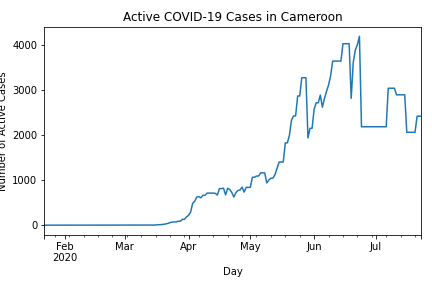 Active COVID-19 Cases in Cameroon
Number of Active Cases
4000
3000
2000
1000
0
Feb Mar Apr May Jun Jul
2020
Day